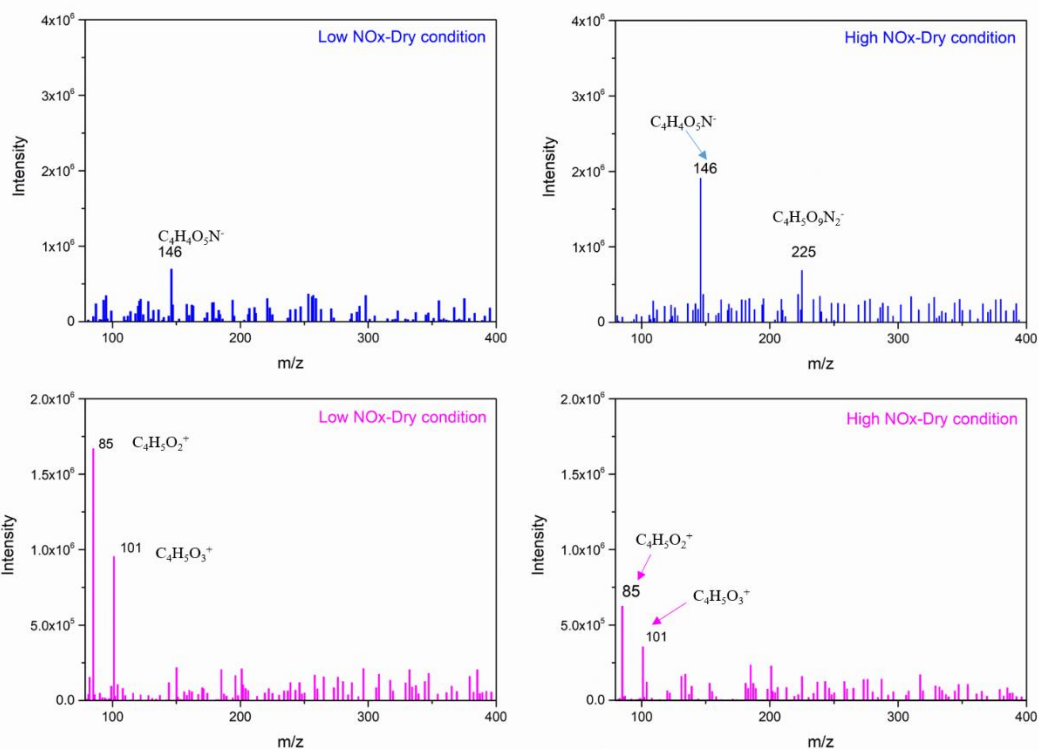 Low NOx-Dry condition
4x10⁶
3x10⁶
2x10⁶
1x10⁶
0
Intensity
C₄H₄O₅N⁻
146
100
200
300
400
m/z
High NOx-Dry condition
4x10⁶
3x10⁶
2x10⁶
1x10⁶
0
Intensity
C₄H₄O₅N⁻
146
C₄H₅O₉N₂⁻
225
100
200
300
400
m/z
Low NOx-Dry condition
2.0x10⁶
1.5x10⁶
1.0x10⁶
5.0x10⁵
0.0
Intensity
85 C₄H₅O₂⁺
101 C₄H₅O₃⁺
100
200
300
400
m/z
High NOx-Dry condition
2.0x10⁶
1.5x10⁶
1.0x10⁶
5.0x10⁵
0.0
Intensity
C₄H₅O₂⁺
85
C₄H₅O₃⁺
101
100
200
300
400
m/z